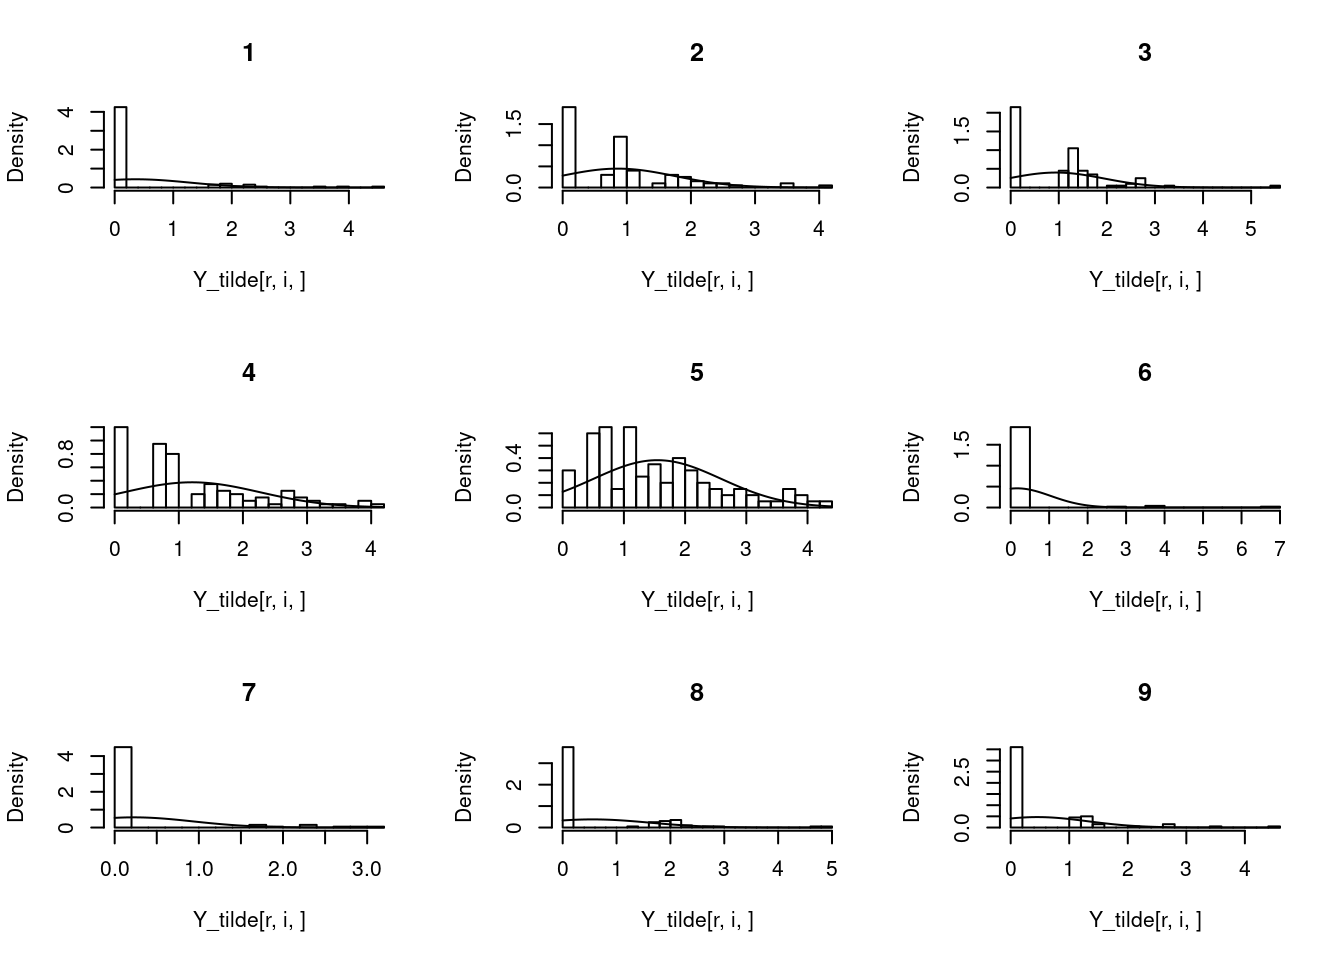 1
Density
0 2 4
0 1 2 3 4
Y_tilde[r, i, ]
2
Density
0.0 1.5
0 1 2 3 4
Y_tilde[r, i, ]
3
Density
0.0 1.5
0 1 2 3 4 5
Y_tilde[r, i, ]
4
Density
0.0 0.8
0 1 2 3 4
Y_tilde[r, i, ]
5
Density
0.0 0.4
0 1 2 3 4
Y_tilde[r, i, ]
6
Density
0.0 1.5
0 1 2 3 4 5 6 7
Y_tilde[r, i, ]
7
Density
0 2 4
0.0 1.0 2.0 3.0
Y_tilde[r, i, ]
8
Density
0 2
0 1 2 3 4 5
Y_tilde[r, i, ]
9
Density
0.0 2.5
0 1 2 3 4
Y_tilde[r, i, ]